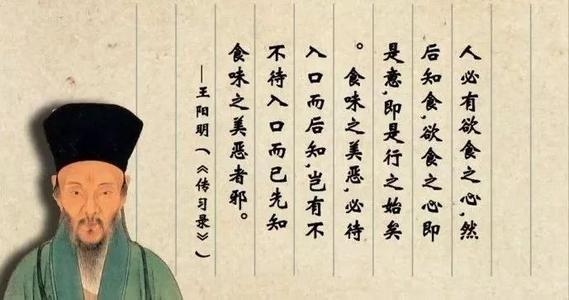 人必有欲食之心,然
后知食,欲食之心即
是意,即是行之始矣
。食味之美恶,必待
入口而后知,岂有不
不待入口而已先知
食味之美恶者邪。
—王阳明(《传习录》)